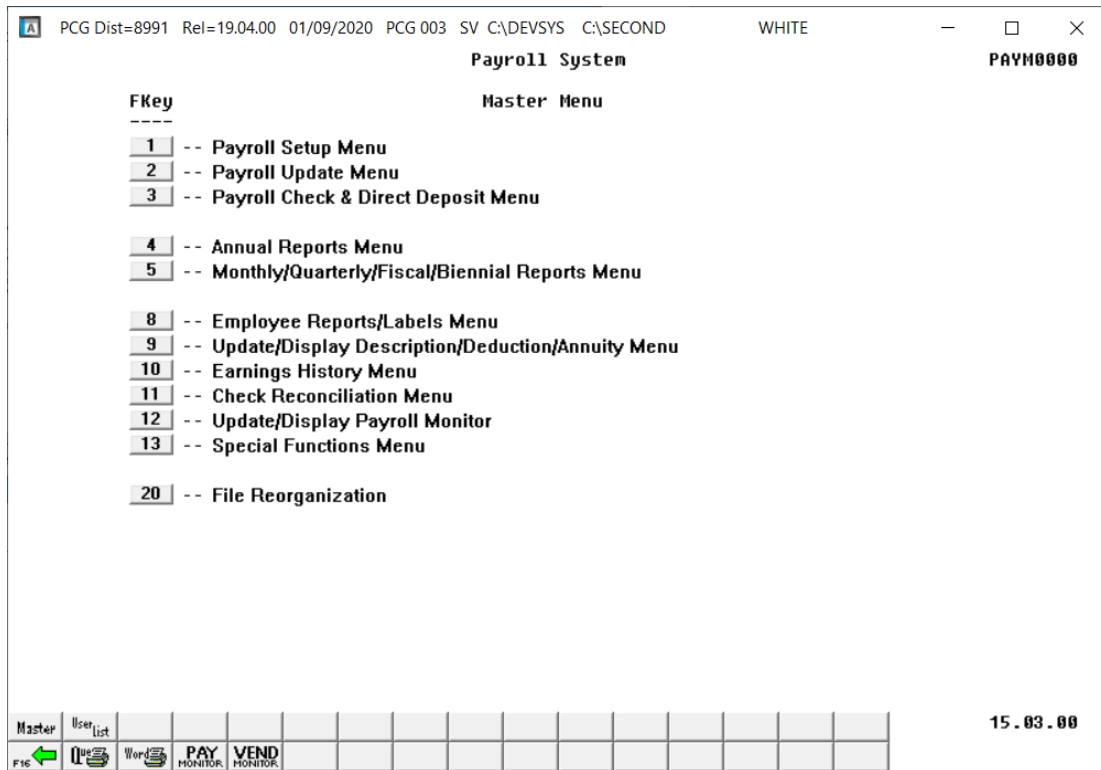 A PCG Dist=8991 Rel=19.04.00 01/09/2020 PCG 003 SV C:\DEVSYS C:\SECOND WHITE
Payroll System PAYM0000
FKey Master Menu
----
1 -- Payroll Setup Menu
2 -- Payroll Update Menu
3 -- Payroll Check & Direct Deposit Menu
4 -- Annual Reports Menu
5 -- Monthly/Quarterly/Fiscal/Biennial Reports Menu
8 -- Employee Reports/Labels Menu
9 -- Update/Display Description/Deduction/Annuity Menu
10 -- Earnings History Menu
11 -- Check Reconciliation Menu
12 -- Update/Display Payroll Monitor
13 -- Special Functions Menu
20 -- File Reorganization
Master User List 15.03.00
F16 Que Word PAY MONITOR VEND MONITOR